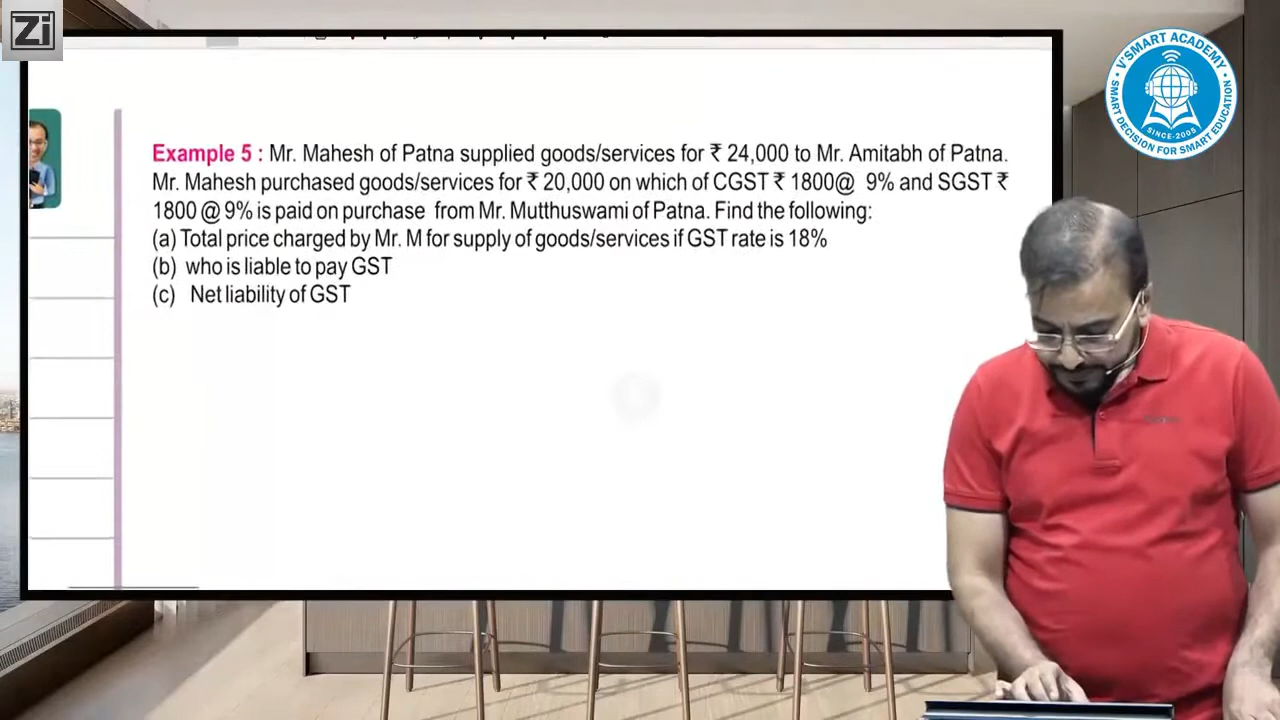 Zi
V'SMART ACADEMY
SINCE-2005
SMART DECISION FOR SMART EDUCATION
Example 5 : Mr. Mahesh of Patna supplied goods/services for ₹ 24,000 to Mr. Amitabh of Patna.
Mr. Mahesh purchased goods/services for ₹ 20,000 on which of CGST ₹ 1800@ 9% and SGST ₹
1800 @ 9% is paid on purchase from Mr. Mutthuswami of Patna. Find the following:
(a) Total price charged by Mr. M for supply of goods/services if GST rate is 18%
(b) who is liable to pay GST
(c) Net liability of GST